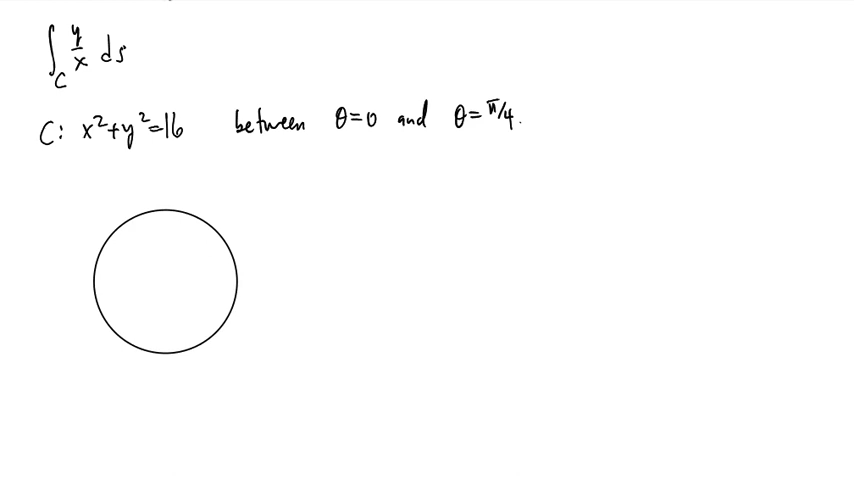 ∫_C y/x ds
C: x²+y²=16 between θ=0 and θ=π/4.